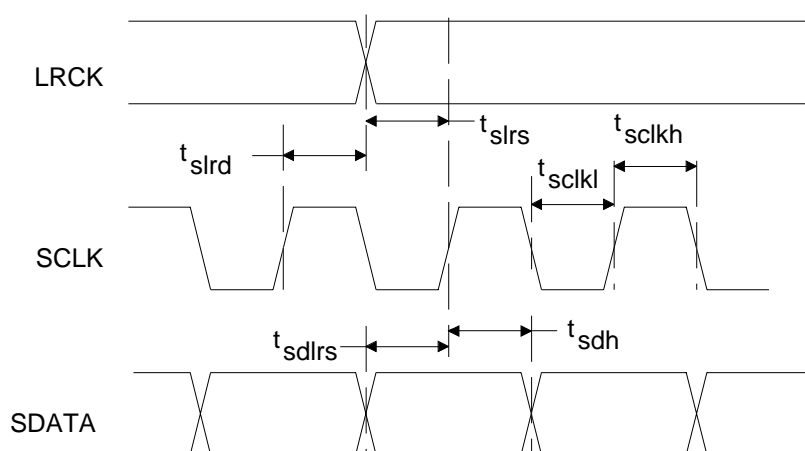 LRCK
tslrs
tslrd
tsclkh
tsclkl
SCLK
tsdlrs
tsdh
SDATA